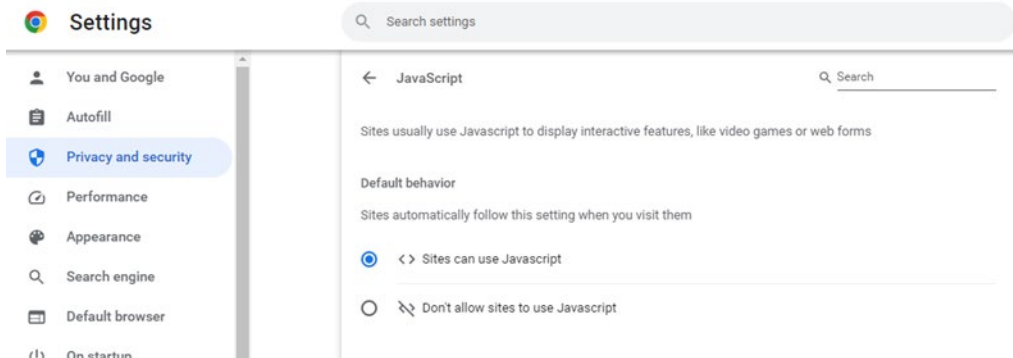 Settings
Search settings
You and Google
Autofill
Privacy and security
Performance
Appearance
Search engine
Default browser
On startup
JavaScript
Search
Sites usually use Javascript to display interactive features, like video games or web forms
Default behavior
Sites automatically follow this setting when you visit them
<> Sites can use Javascript
Don't allow sites to use Javascript